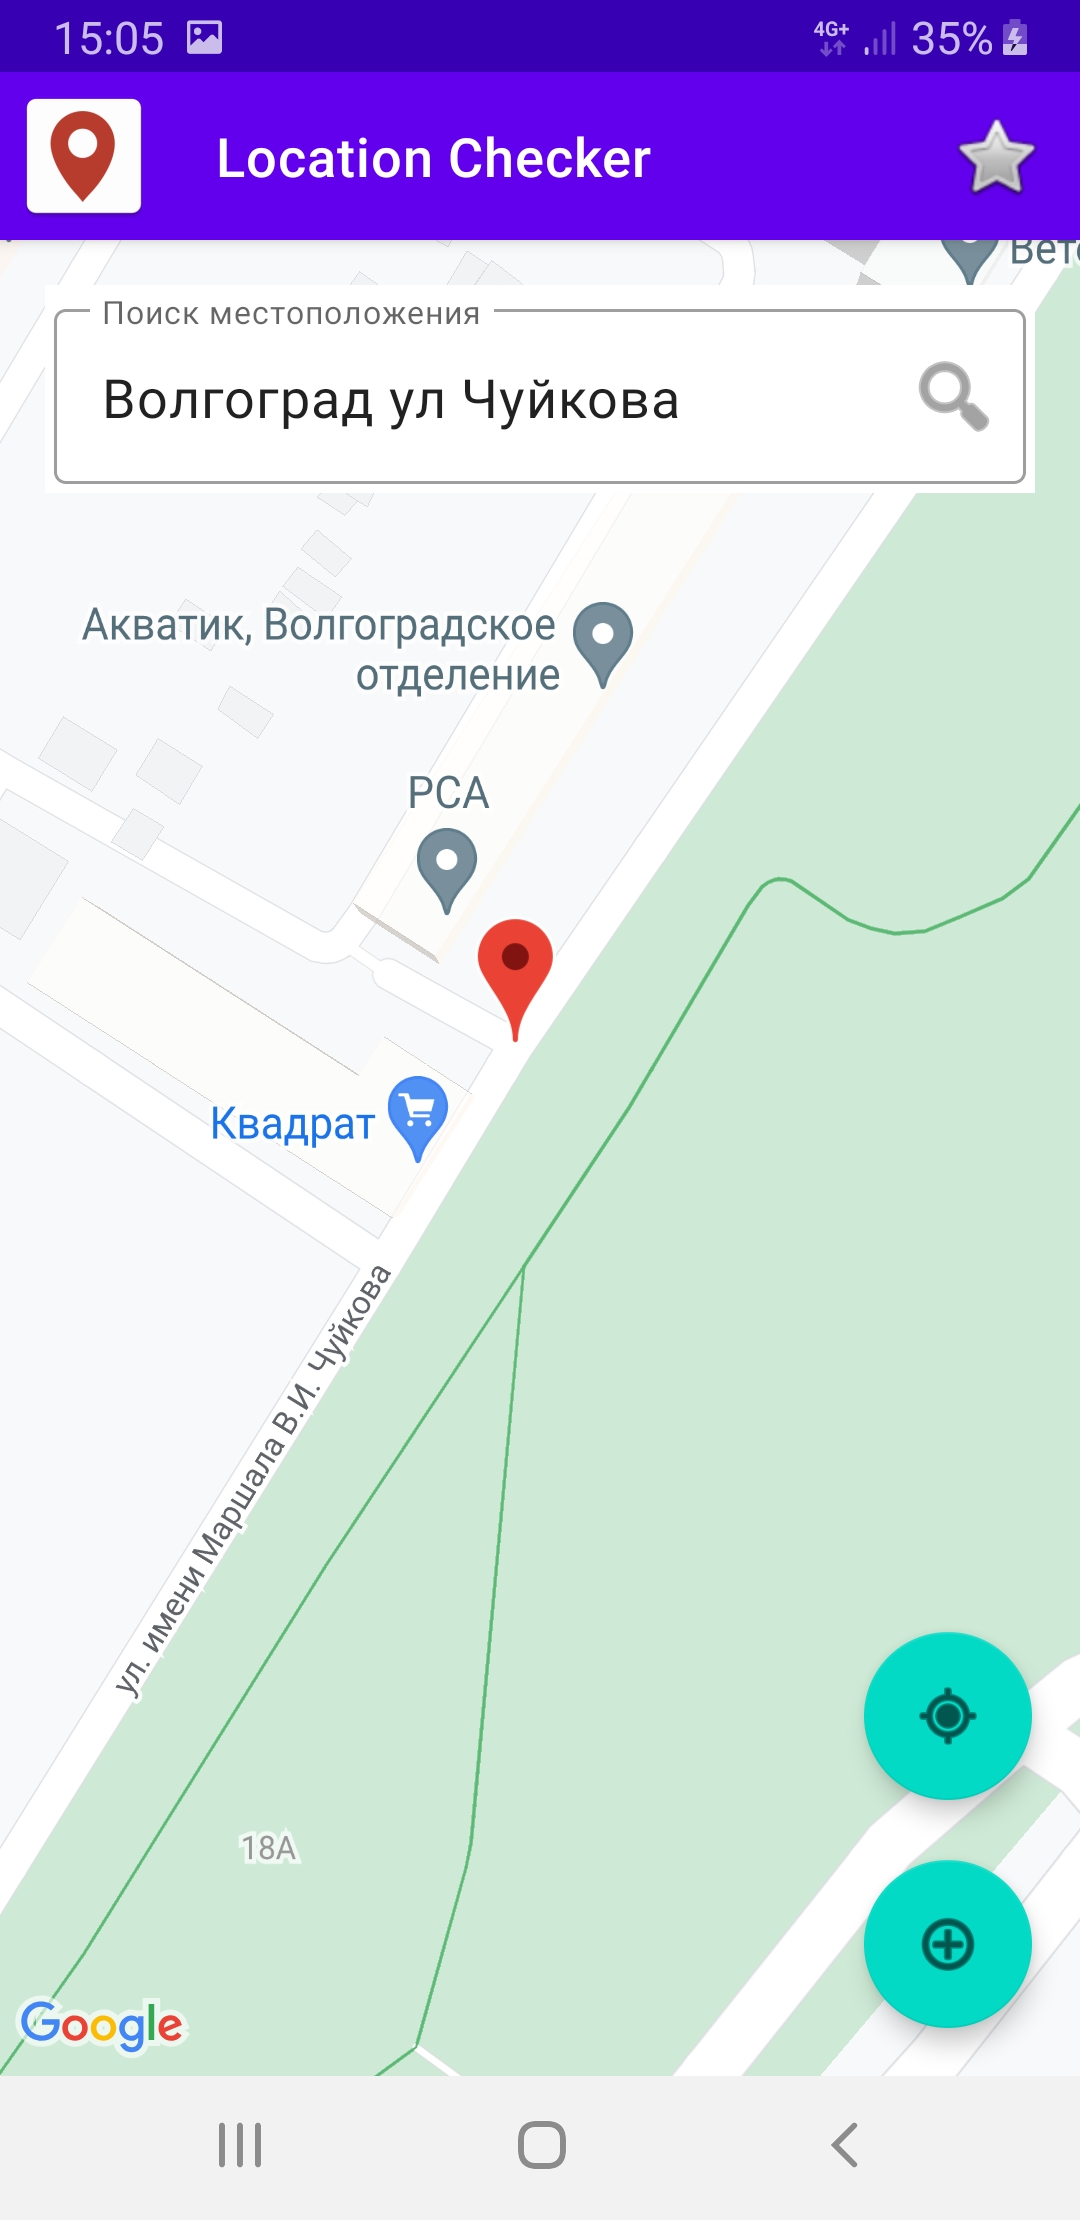 15:05
4G+
35%
Location Checker
Поиск местоположения
Волгоград ул Чуйкова
Акватик, Волгоградское
отделение
РСА
Квадрат
ул. имени Маршала В.И. Чуйкова
18А
Google